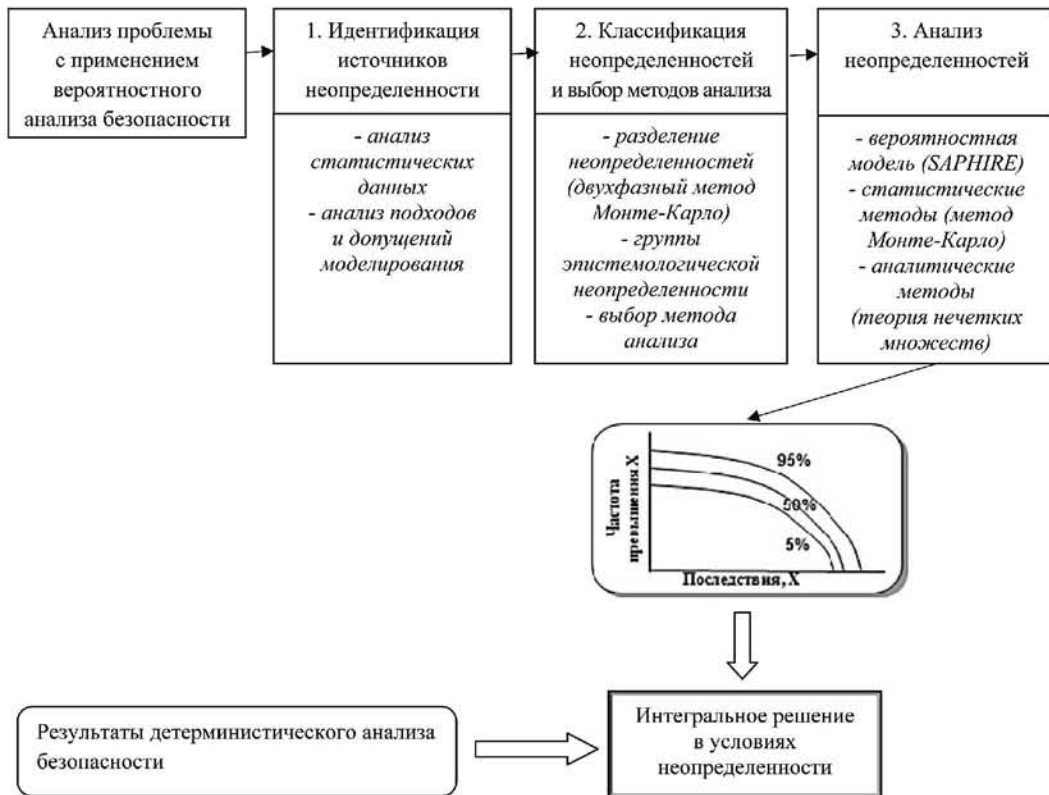 Анализ проблемы
с применением
вероятностного
анализа безопасности
1. Идентификация
источников
неопределенности
- анализ
статистических
данных
- анализ подходов
и допущений
моделирования
2. Классификация
неопределенностей
и выбор методов анализа
- разделение
неопределенностей
(двухфазный метод
Монте-Карло)
- группы
эпистемологической
неопределенности
- выбор метода
анализа
3. Анализ
неопределенностей
- вероятностная
модель (SAPHIRE)
- статистические
методы (метод
Монте-Карло)
- аналитические
методы
(теория нечетких
множеств)
Частота
превышения X
95%
50%
5%
Последствия, X
Результаты детерминистического анализа
безопасности
Интегральное решение
в условиях
неопределенности